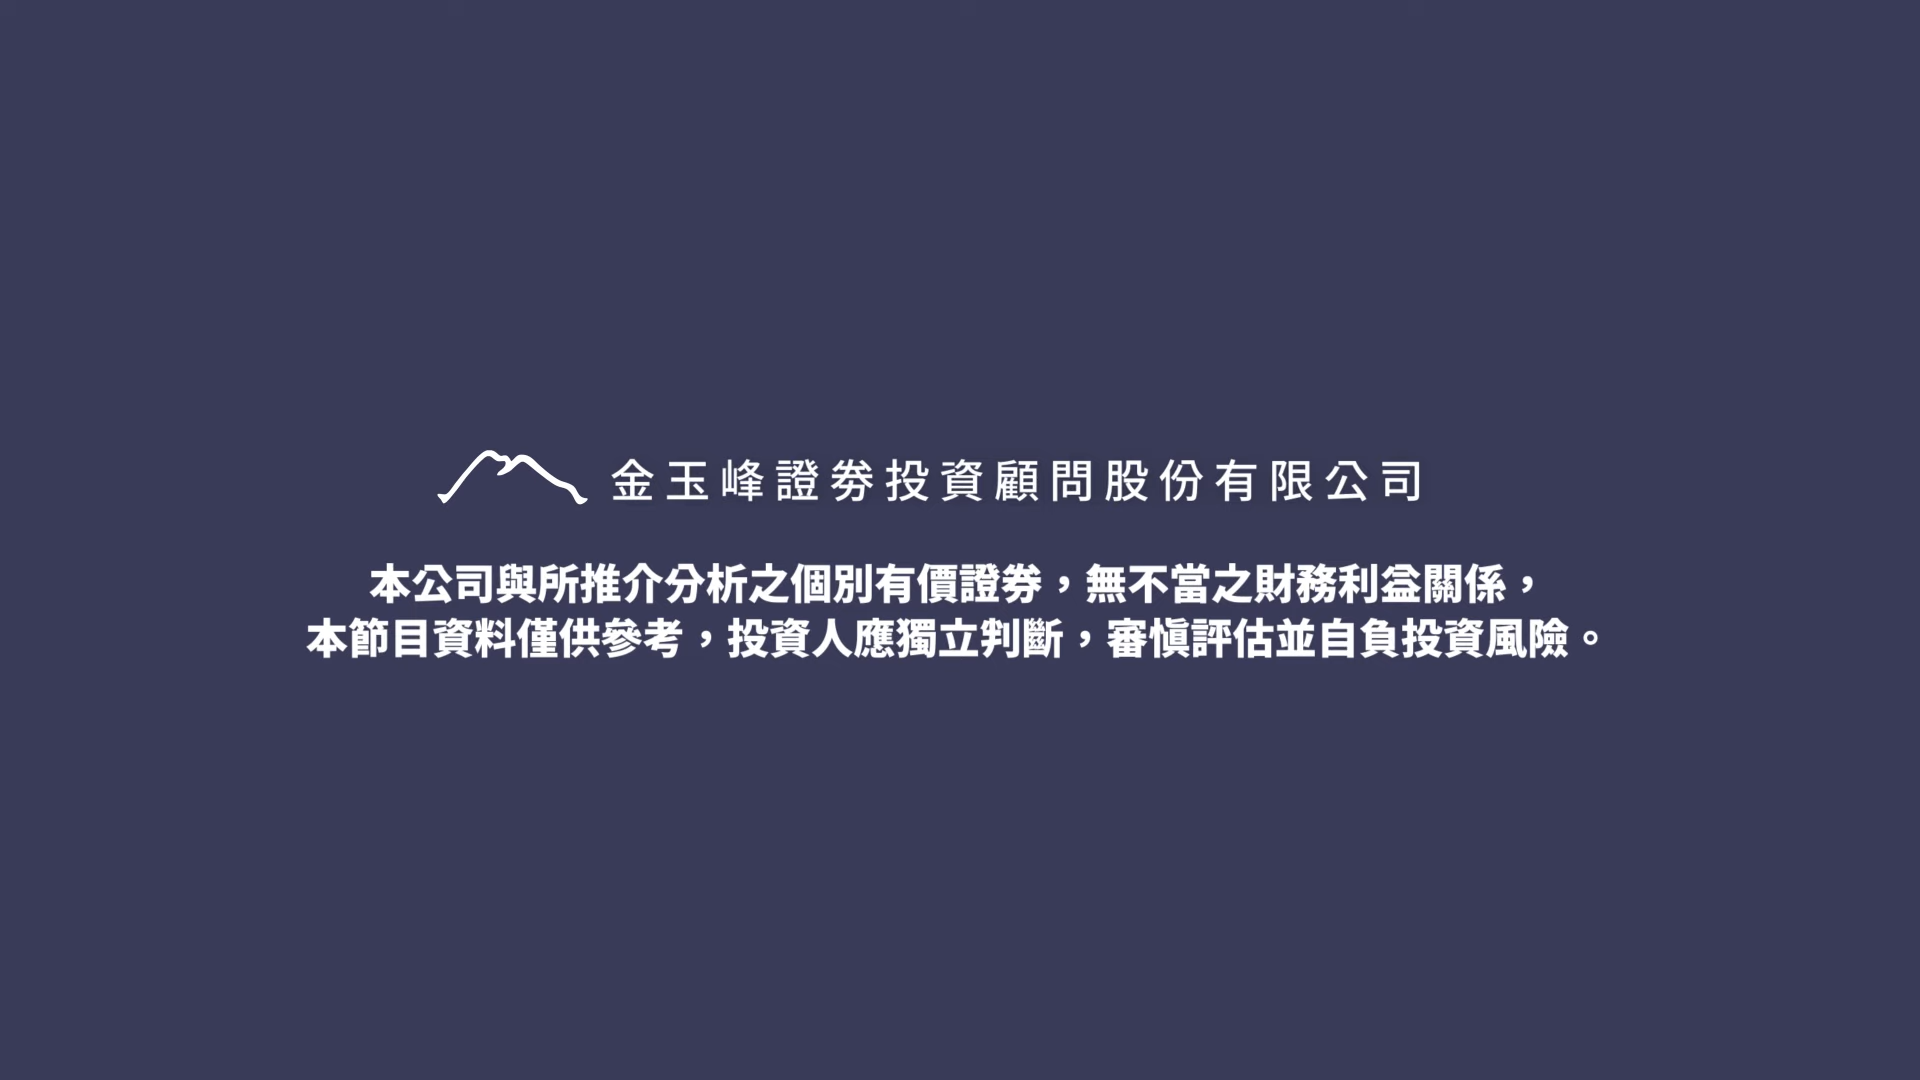 金玉峰證劵投資顧問股份有限公司
本公司與所推介分析之個別有價證券，無不當之財務利益關係，
本節目資料僅供參考，投資人應獨立判斷，審慎評估並自負投資風險。